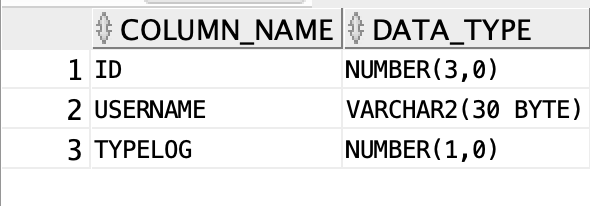 COLUMN_NAME DATA_TYPE
1 ID NUMBER(3,0)
2 USERNAME VARCHAR2(30 BYTE)
3 TYPELOG NUMBER(1,0)